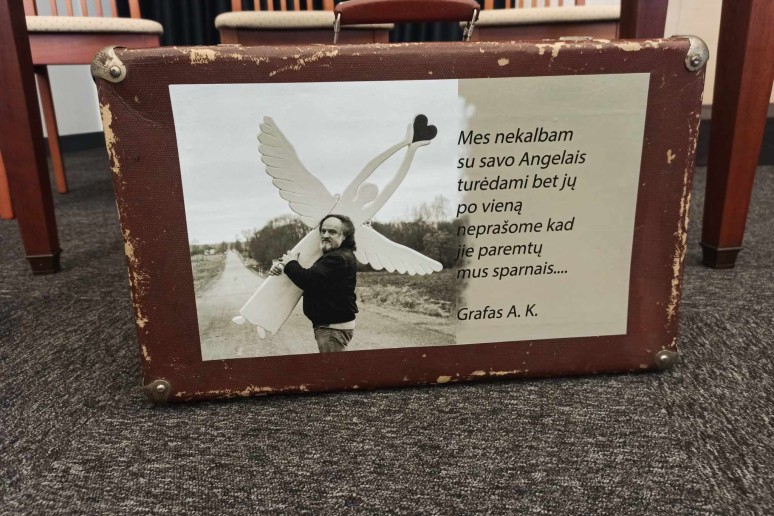 Mes nekalbam
su savo Angelais
turėdami bet jų
po vieną
neprašome kad
jie paremtų
mus sparnais....
Grafas A. K.